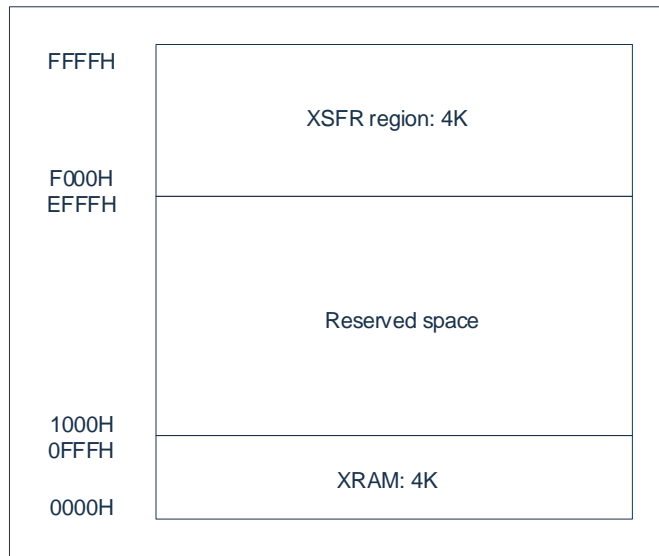 FFFFH
XSFR region: 4K
F000H
EFFFH
Reserved space
1000H
0FFFH
XRAM: 4K
0000H